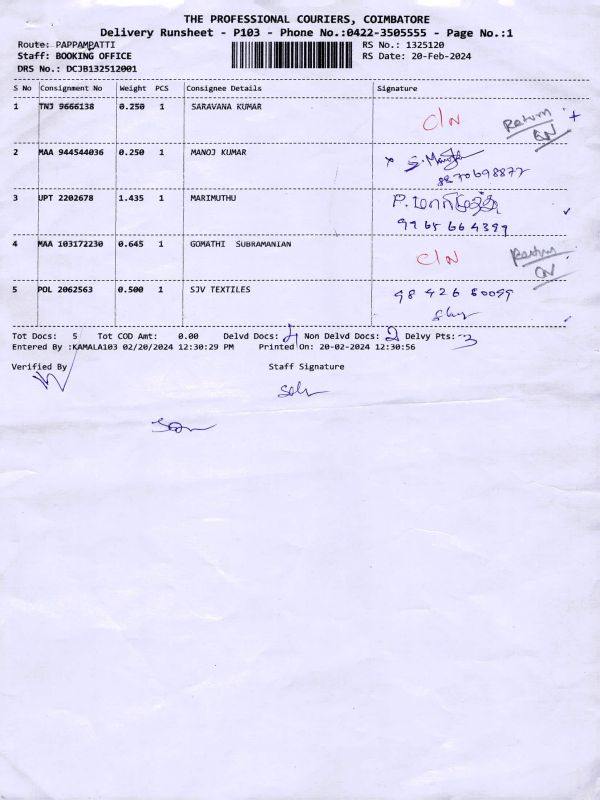 THE PROFESSIONAL COURIERS, COIMBATORE
Delivery Runsheet - P103 - Phone No.:0422-3505555 - Page No.:1
Route: PAPPAMPATTI RS No.: 1325120
Staff: BOOKING OFFICE RS Date: 20-Feb-2024
DRS No.: DCJB132512001
S No Consignment No Weight PCS Consignee Details Signature
1 TNJ 9666138 0.250 1 SARAVANA KUMAR C/N Return
2 MAA 944544036 0.250 1 MANOJ KUMAR x S. Manoj
8870698877
3 UPT 2202678 1.435 1 MARIMUTHU
9965664399
4 MAA 103172230 0.645 1 GOMATHI SUBRAMANIAN C/N Return
5 POL 2062563 0.500 1 SJV TEXTILES
Tot Docs: 5 Tot COD Amt: 0.00 Delvd Docs: Non Delvd Docs: 2 Delvy Pts: 3
Entered By :KAMALA103 02/20/2024 12:30:29 PM Printed On: 20-02-2024 12:30:56
Verified By Staff Signature